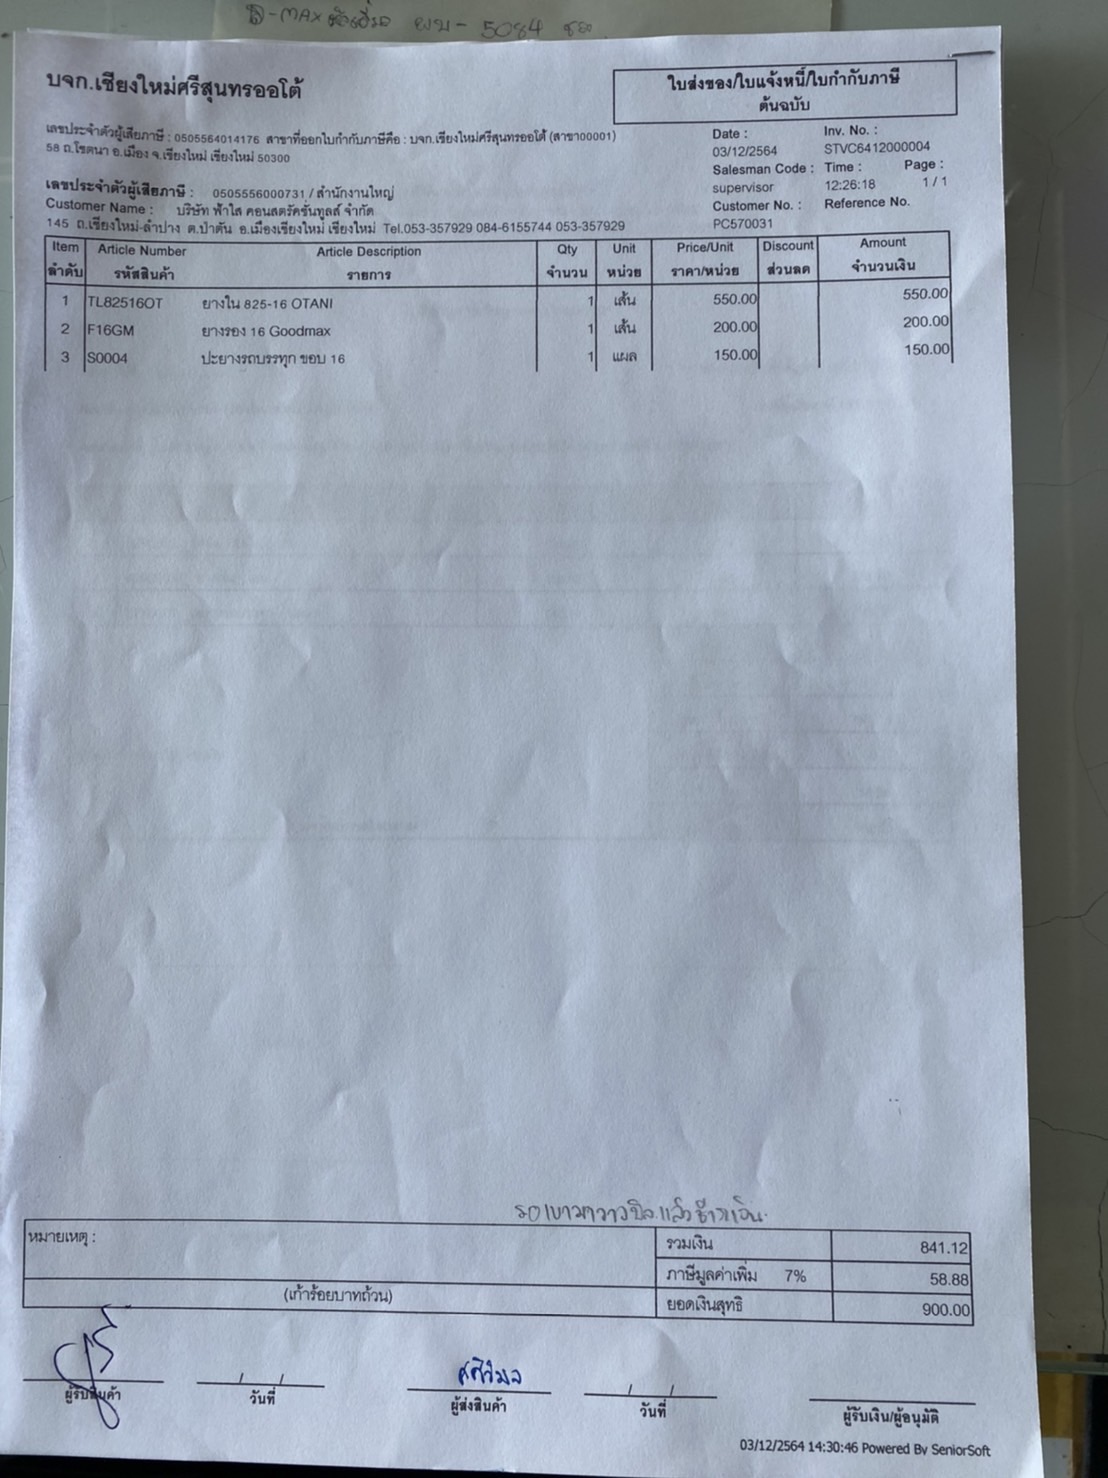 D-MAX
5084
บจก.เชียงใหม่ศรีสุนทรออโต้
ใบส่งของ/ใบแจ้งหนี้/ใบกำกับภาษี
ต้นฉบับ
เลขประจำตัวผู้เสียภาษี : 0505564014176 สาขาที่ออกใบกำกับภาษีคือ : บจก.เชียงใหม่ศรีสุนทรออโต้ (สาขา00001)
58 ถ.โชตนา อ.เมือง จ.เชียงใหม่ เชียงใหม่ 50300
Date : Inv. No. :
03/12/2564 STVC6412000004
Salesman Code : Time : Page :
supervisor 12:26:18 1 / 1
Customer No. : Reference No.
PC570031
เลขประจำตัวผู้เสียภาษี : 0505556000731 / สำนักงานใหญ่
Customer Name : บริษัท ฟ้าใส คอนสตรัคชั่นทูลส์ จำกัด
145 ถ.เชียงใหม่-ลำปาง ต.ป่าตัน อ.เมืองเชียงใหม่ เชียงใหม่ Tel.053-357929 084-6155744 053-357929
Item Article Number Article Description Qty Unit Price/Unit Discount Amount
ลำดับ รหัสสินค้า รายการ จำนวน หน่วย ราคา/หน่วย ส่วนลด จำนวนเงิน
1 TL82516OT ยางใน 825-16 OTANI 1 เส้น 550.00 550.00
2 F16GM ยางรอง 16 Goodmax 1 เส้น 200.00 200.00
3 S0004 ปะยางรถบรรทุก ขอบ 16 1 แผล 150.00 150.00
หมายเหตุ :
รวมเงิน 841.12
ภาษีมูลค่าเพิ่ม 7% 58.88
(เก้าร้อยบาทถ้วน)
ยอดเงินสุทธิ 900.00
ศศิวิมล
ผู้รับสินค้า วันที่ ผู้ส่งสินค้า วันที่ ผู้รับเงิน/ผู้อนุมัติ
03/12/2564 14:30:46 Powered By SeniorSoft